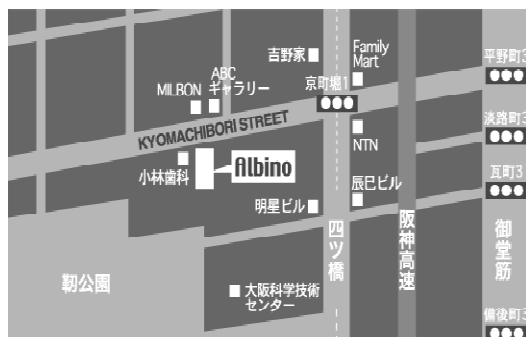 吉野家
Family
Mart
平野町3
ABC
ギャラリー
MILBON
京町堀1
淡路町3
KYOMACHIBORI STREET
NTN
小林歯科
Albino
瓦町3
辰巳ビル
明星ビル
四ツ橋
阪神高速
御堂筋
靭公園
大阪科学技術
センター
備後町3